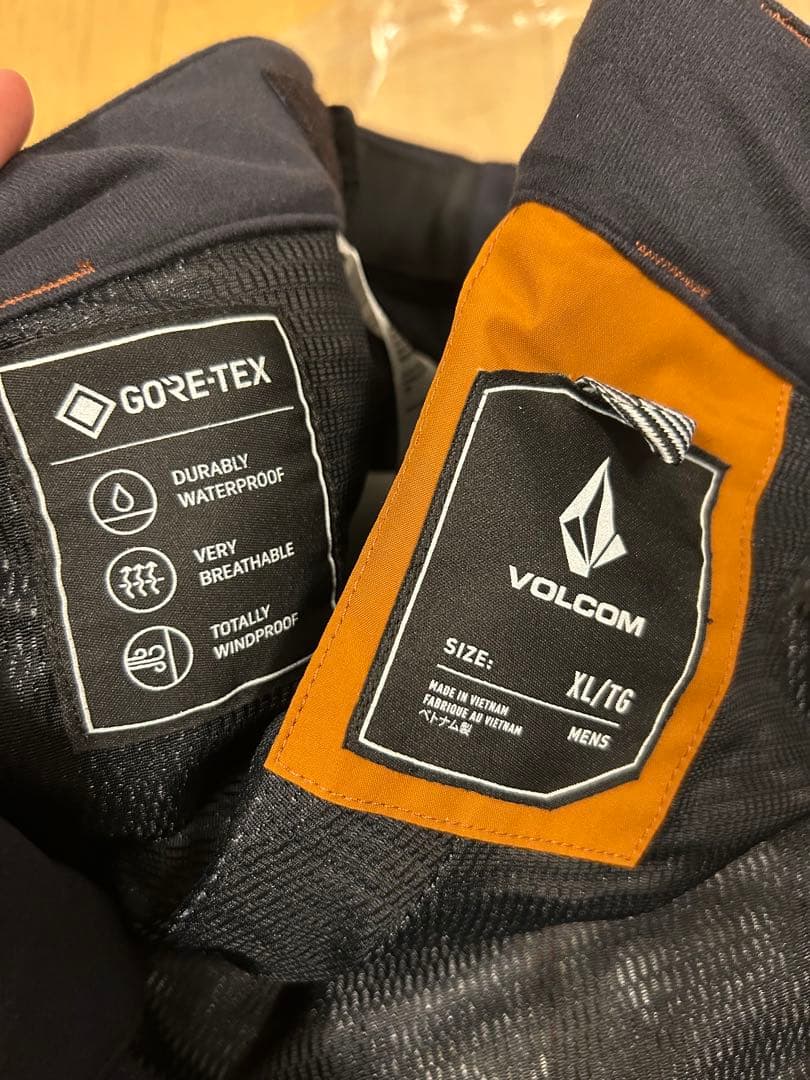 GORE-TEX
DURABLY
WATERPROOF
VERY
BREATHABLE
TOTALLY
WINDPROOF
VOLCOM
SIZE:
XL/TG
MADE IN VIETNAM
FABRIQUE AU VIETNAM
ベトナム製
MENS